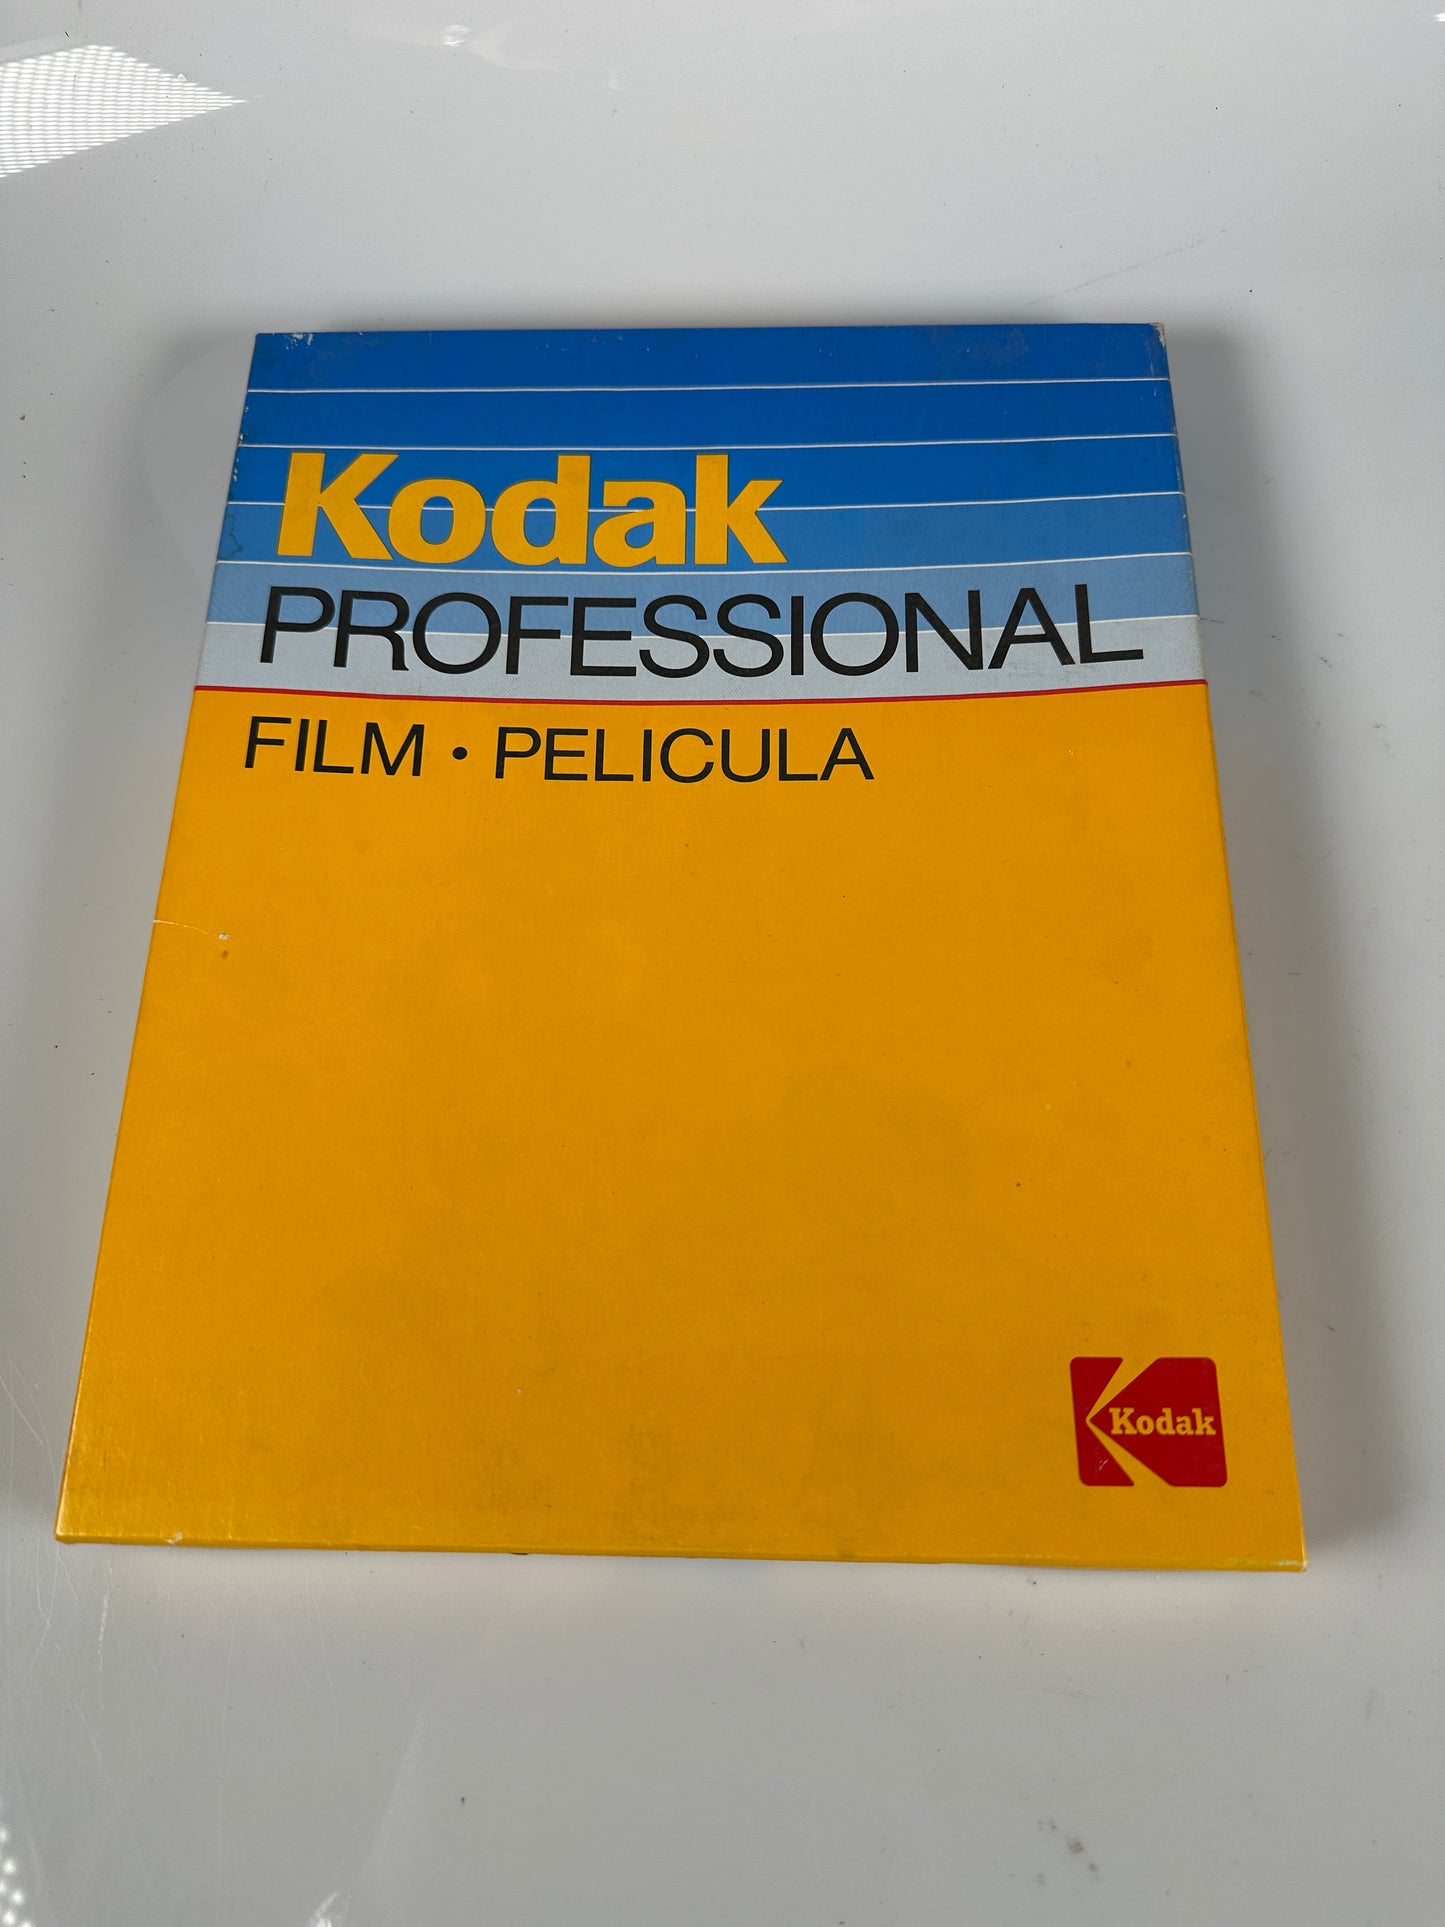 Kodak
PROFESSIONAL
FILM • PELICULA
Kodak